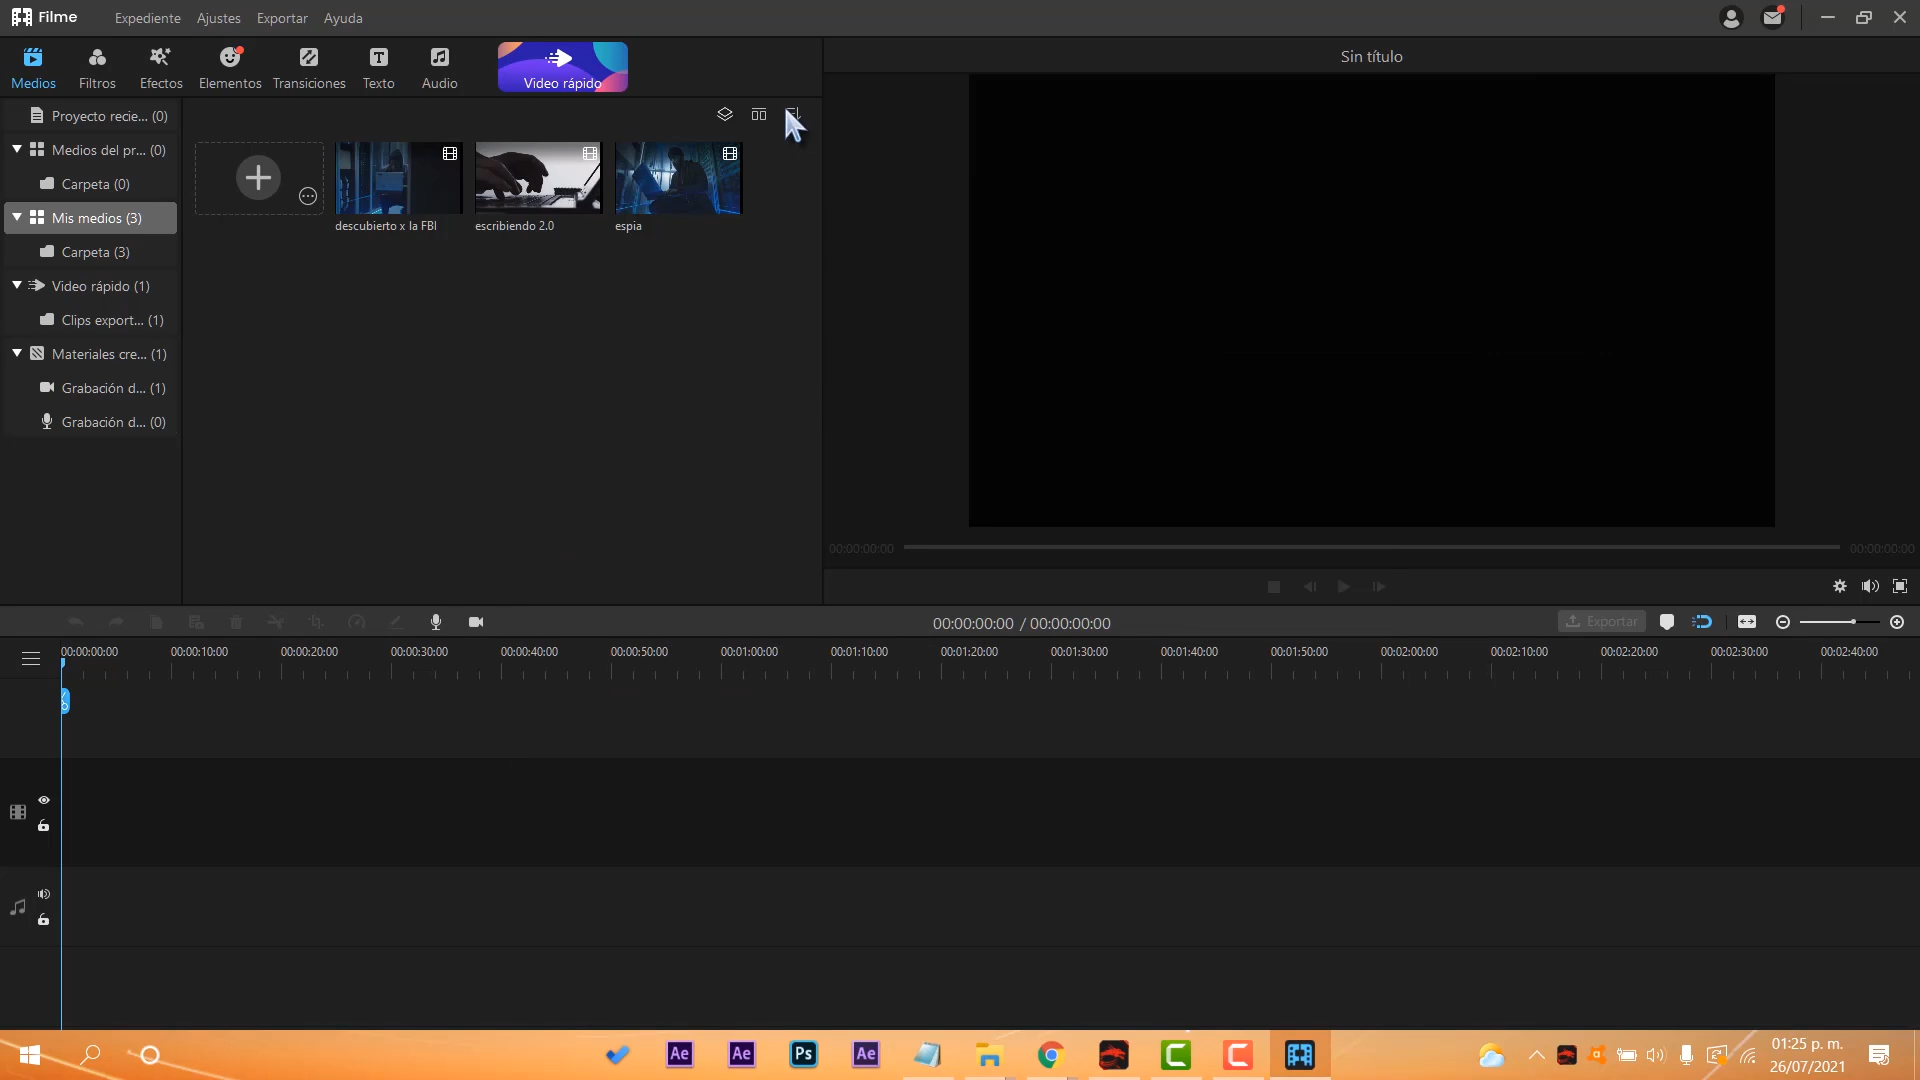 Filme
Expediente Ajustes Exportar Ayuda
Sin título
Medios Filtros Efectos Elementos Transiciones Texto Audio Video rápido
Proyecto recie... (0)
Medios del pr... (0)
Carpeta (0)
Mis medios (3)
Carpeta (3)
Video rápido (1)
Clips export... (1)
Materiales cre... (1)
Grabación d... (1)
Grabación d... (0)
descubierto x la FBI
escribiendo 2.0
espia
00:00:00:00 00:00:00:00
00:00:00:00 / 00:00:00:00
Exportar
00:00:00:00 00:00:10:00 00:00:20:00 00:00:30:00 00:00:40:00 00:00:50:00 00:01:00:00 00:01:10:00 00:01:20:00 00:01:30:00 00:01:40:00 00:01:50:00 00:02:00:00 00:02:10:00 00:02:20:00 00:02:30:00 00:02:40:00
Ae Ae Ps Ae
01:25 p. m.
26/07/2021